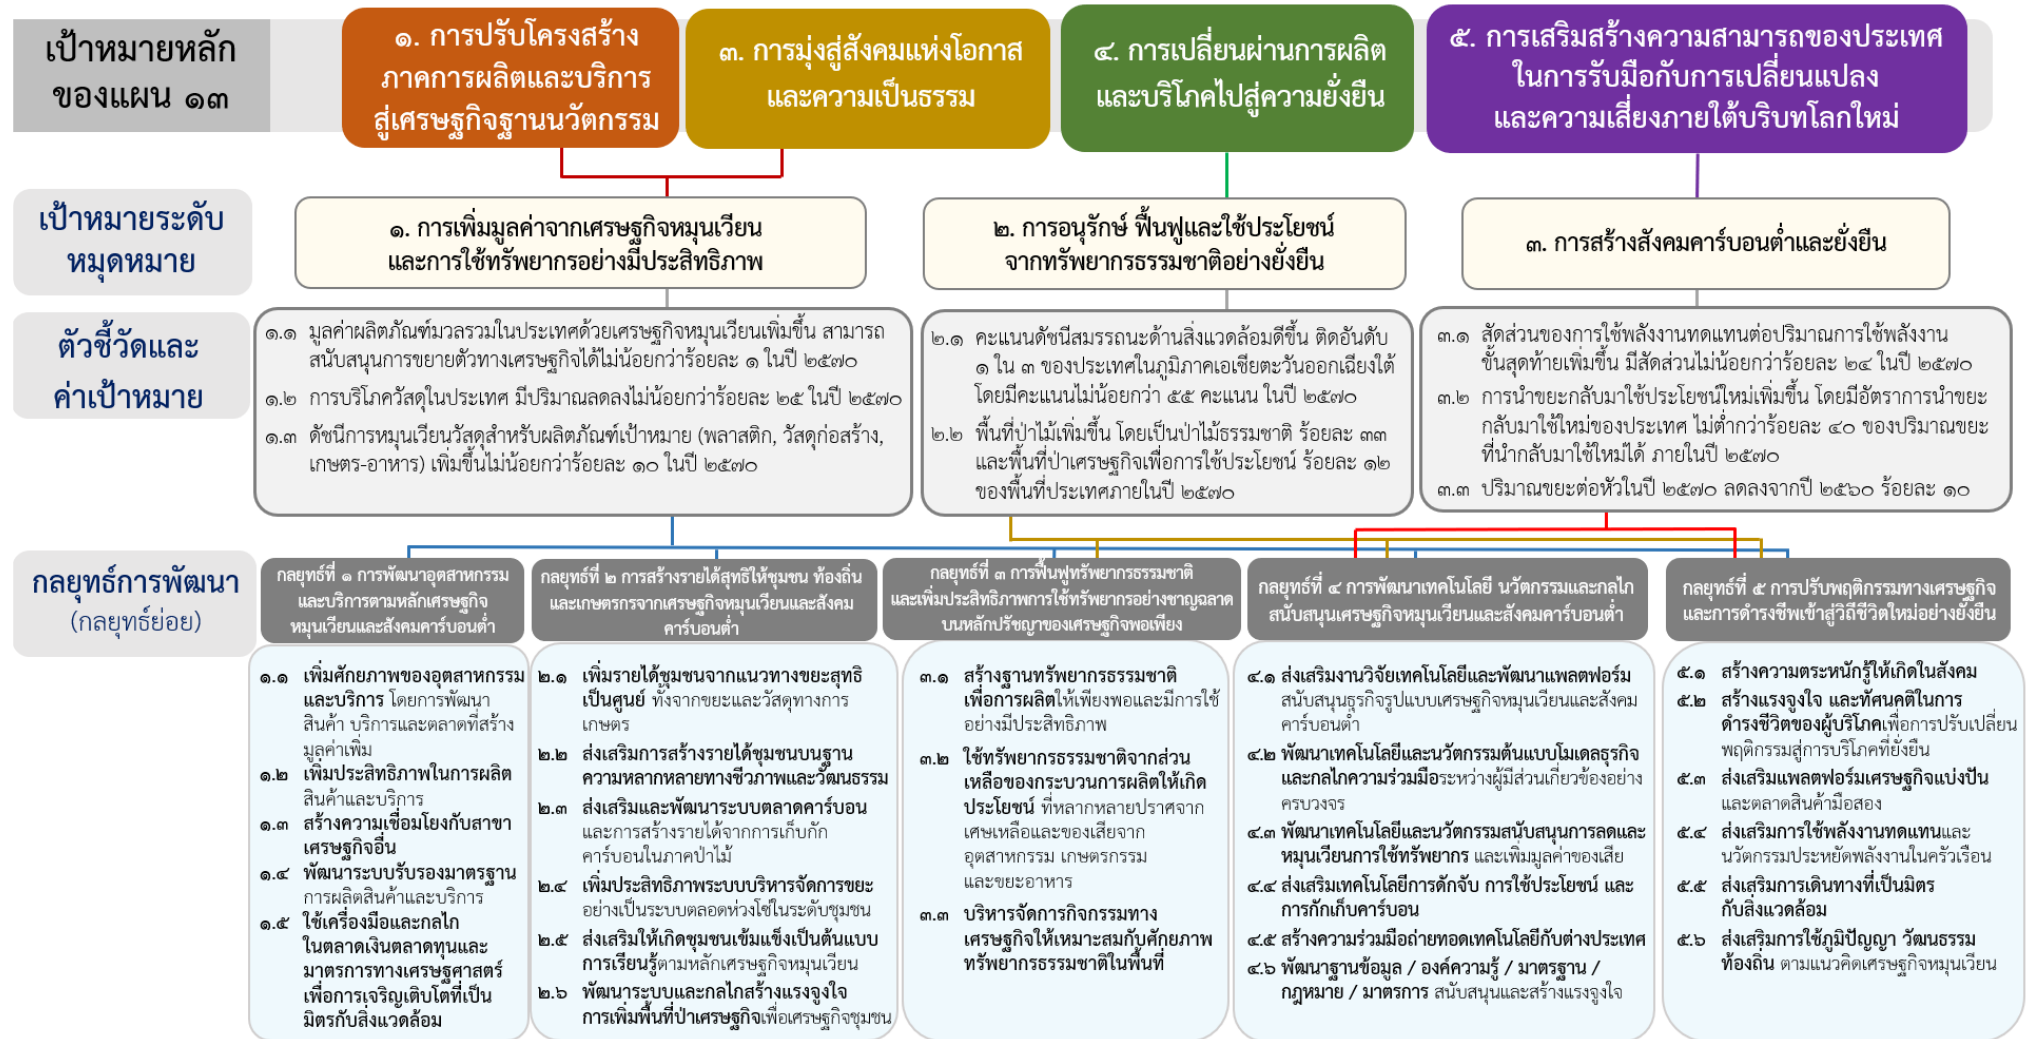 เป้าหมายหลัก
ของแผน ๑๓
๑. การปรับโครงสร้าง
ภาคการผลิตและบริการ
สู่เศรษฐกิจฐานนวัตกรรม
๓. การมุ่งสู่สังคมแห่งโอกาส
และความเป็นธรรม
๔. การเปลี่ยนผ่านการผลิต
และบริโภคไปสู่ความยั่งยืน
๕. การเสริมสร้างความสามารถของประเทศ
ในการรับมือกับการเปลี่ยนแปลง
และความเสี่ยงภายใต้บริบทโลกใหม่
เป้าหมายระดับ
หมุดหมาย
๑. การเพิ่มมูลค่าจากเศรษฐกิจหมุนเวียน
และการใช้ทรัพยากรอย่างมีประสิทธิภาพ
๒. การอนุรักษ์ ฟื้นฟูและใช้ประโยชน์
จากทรัพยากรธรรมชาติอย่างยั่งยืน
๓. การสร้างสังคมคาร์บอนต่ำและยั่งยืน
ตัวชี้วัดและ
ค่าเป้าหมาย
๑.๑ มูลค่าผลิตภัณฑ์มวลรวมในประเทศด้วยเศรษฐกิจหมุนเวียนเพิ่มขึ้น สามารถ
สนับสนุนการขยายตัวทางเศรษฐกิจได้ไม่น้อยกว่าร้อยละ ๑ ในปี ๒๕๗๐
๑.๒ การบริโภควัสดุในประเทศ มีปริมาณลดลงไม่น้อยกว่าร้อยละ ๒๕ ในปี ๒๕๗๐
๑.๓ ดัชนีการหมุนเวียนวัสดุสำหรับผลิตภัณฑ์เป้าหมาย (พลาสติก, วัสดุก่อสร้าง,
เกษตร-อาหาร) เพิ่มขึ้นไม่น้อยกว่าร้อยละ ๑๐ ในปี ๒๕๗๐
๒.๑ คะแนนดัชนีสมรรถนะด้านสิ่งแวดล้อมดีขึ้น ติดอันดับ
๑ ใน ๓ ของประเทศในภูมิภาคเอเชียตะวันออกเฉียงใต้
โดยมีคะแนนไม่น้อยกว่า ๕๕ คะแนน ในปี ๒๕๗๐
๒.๒ พื้นที่ป่าไม้เพิ่มขึ้น โดยเป็นป่าไม้ธรรมชาติ ร้อยละ ๓๓
และพื้นที่ป่าเศรษฐกิจเพื่อการใช้ประโยชน์ ร้อยละ ๑๒
ของพื้นที่ประเทศภายในปี ๒๕๗๐
๓.๑ สัดส่วนของการใช้พลังงานทดแทนต่อปริมาณการใช้พลังงาน
ขั้นสุดท้ายเพิ่มขึ้น มีสัดส่วนไม่น้อยกว่าร้อยละ ๒๔ ในปี ๒๕๗๐
๓.๒ การนำขยะกลับมาใช้ประโยชน์ใหม่เพิ่มขึ้น โดยมีอัตราการนำขยะ
กลับมาใช้ใหม่ของประเทศ ไม่ต่ำกว่าร้อยละ ๔๐ ของปริมาณขยะ
ที่นำกลับมาใช้ใหม่ได้ ภายในปี ๒๕๗๐
๓.๓ ปริมาณขยะต่อหัวในปี ๒๕๗๐ ลดลงจากปี ๒๕๖๐ ร้อยละ ๑๐
กลยุทธ์การพัฒนา
(กลยุทธ์ย่อย)
กลยุทธ์ที่ ๑ การพัฒนาอุตสาหกรรม
และบริการตามหลักเศรษฐกิจ
หมุนเวียนและสังคมคาร์บอนต่ำ
กลยุทธ์ที่ ๒ การสร้างรายได้สุทธิให้ชุมชน ท้องถิ่น
และเกษตรกรจากเศรษฐกิจหมุนเวียนและสังคม
คาร์บอนต่ำ
กลยุทธ์ที่ ๓ การฟื้นฟูทรัพยากรธรรมชาติ
และเพิ่มประสิทธิภาพการใช้ทรัพยากรอย่างชาญฉลาด
บนหลักปรัชญาของเศรษฐกิจพอเพียง
กลยุทธ์ที่ ๔ การพัฒนาเทคโนโลยี นวัตกรรมและกลไก
สนับสนุนเศรษฐกิจหมุนเวียนและสังคมคาร์บอนต่ำ
กลยุทธ์ที่ ๕ การปรับพฤติกรรมทางเศรษฐกิจ
และการดำรงชีพเข้าสู่วิถีชีวิตใหม่อย่างยั่งยืน
๑.๑ เพิ่มศักยภาพของอุตสาหกรรม
และบริการ โดยการพัฒนา
สินค้า บริการและตลาดที่สร้าง
มูลค่าเพิ่ม
๑.๒ เพิ่มประสิทธิภาพในการผลิต
สินค้าและบริการ
๑.๓ สร้างความเชื่อมโยงกับสาขา
เศรษฐกิจอื่น
๑.๔ พัฒนาระบบรับรองมาตรฐาน
การผลิตสินค้าและบริการ
๑.๕ ใช้เครื่องมือและกลไก
ในตลาดเงินตลาดทุนและ
มาตรการทางเศรษฐศาสตร์
เพื่อการเจริญเติบโตที่เป็น
มิตรกับสิ่งแวดล้อม
๒.๑ เพิ่มรายได้ชุมชนจากแนวทางขยะสุทธิ
เป็นศูนย์ ทั้งจากขยะและวัสดุทางการ
เกษตร
๒.๒ ส่งเสริมการสร้างรายได้ชุมชนบนฐาน
ความหลากหลายทางชีวภาพและวัฒนธรรม
๒.๓ ส่งเสริมและพัฒนาระบบตลาดคาร์บอน
และการสร้างรายได้จากการเก็บกัก
คาร์บอนในภาคป่าไม้
๒.๔ เพิ่มประสิทธิภาพระบบบริหารจัดการขยะ
อย่างเป็นระบบตลอดห่วงโซ่ในระดับชุมชน
๒.๕ ส่งเสริมให้เกิดชุมชนเข้มแข็งเป็นต้นแบบ
การเรียนรู้ตามหลักเศรษฐกิจหมุนเวียน
๒.๖ พัฒนาระบบและกลไกสร้างแรงจูงใจ
การเพิ่มพื้นที่ป่าเศรษฐกิจเพื่อเศรษฐกิจชุมชน
๓.๑ สร้างฐานทรัพยากรธรรมชาติ
เพื่อการผลิตให้เพียงพอและมีการใช้
อย่างมีประสิทธิภาพ
๓.๒ ใช้ทรัพยากรธรรมชาติจากส่วน
เหลือของกระบวนการผลิตให้เกิด
ประโยชน์ ที่หลากหลายปราศจาก
เศษเหลือและของเสียจาก
อุตสาหกรรม เกษตรกรรม
และขยะอาหาร
๓.๓ บริหารจัดการกิจกรรมทาง
เศรษฐกิจให้เหมาะสมกับศักยภาพ
ทรัพยากรธรรมชาติในพื้นที่
๔.๑ ส่งเสริมงานวิจัยเทคโนโลยีและพัฒนาแพลตฟอร์ม
สนับสนุนธุรกิจรูปแบบเศรษฐกิจหมุนเวียนและสังคม
คาร์บอนต่ำ
๔.๒ พัฒนาเทคโนโลยีและนวัตกรรมต้นแบบโมเดลธุรกิจ
และกลไกความร่วมมือระหว่างผู้มีส่วนเกี่ยวข้องอย่าง
ครบวงจร
๔.๓ พัฒนาเทคโนโลยีและนวัตกรรมสนับสนุนการลดและ
หมุนเวียนการใช้ทรัพยากร และเพิ่มมูลค่าของเสีย
๔.๔ ส่งเสริมเทคโนโลยีการดักจับ การใช้ประโยชน์ และ
การกักเก็บคาร์บอน
๔.๕ สร้างความร่วมมือถ่ายทอดเทคโนโลยีกับต่างประเทศ
๔.๖ พัฒนาฐานข้อมูล / องค์ความรู้ / มาตรฐาน /
กฎหมาย / มาตรการ สนับสนุนและสร้างแรงจูงใจ
๕.๑ สร้างความตระหนักรู้ให้เกิดในสังคม
๕.๒ สร้างแรงจูงใจ และทัศนคติในการ
ดำรงชีวิตของผู้บริโภคเพื่อการปรับเปลี่ยน
พฤติกรรมสู่การบริโภคที่ยั่งยืน
๕.๓ ส่งเสริมแพลตฟอร์มเศรษฐกิจแบ่งปัน
และตลาดสินค้ามือสอง
๕.๔ ส่งเสริมการใช้พลังงานทดแทนและ
นวัตกรรมประหยัดพลังงานในครัวเรือน
๕.๕ ส่งเสริมการเดินทางที่เป็นมิตร
กับสิ่งแวดล้อม
๕.๖ ส่งเสริมการใช้ภูมิปัญญา วัฒนธรรม
ท้องถิ่น ตามแนวคิดเศรษฐกิจหมุนเวียน